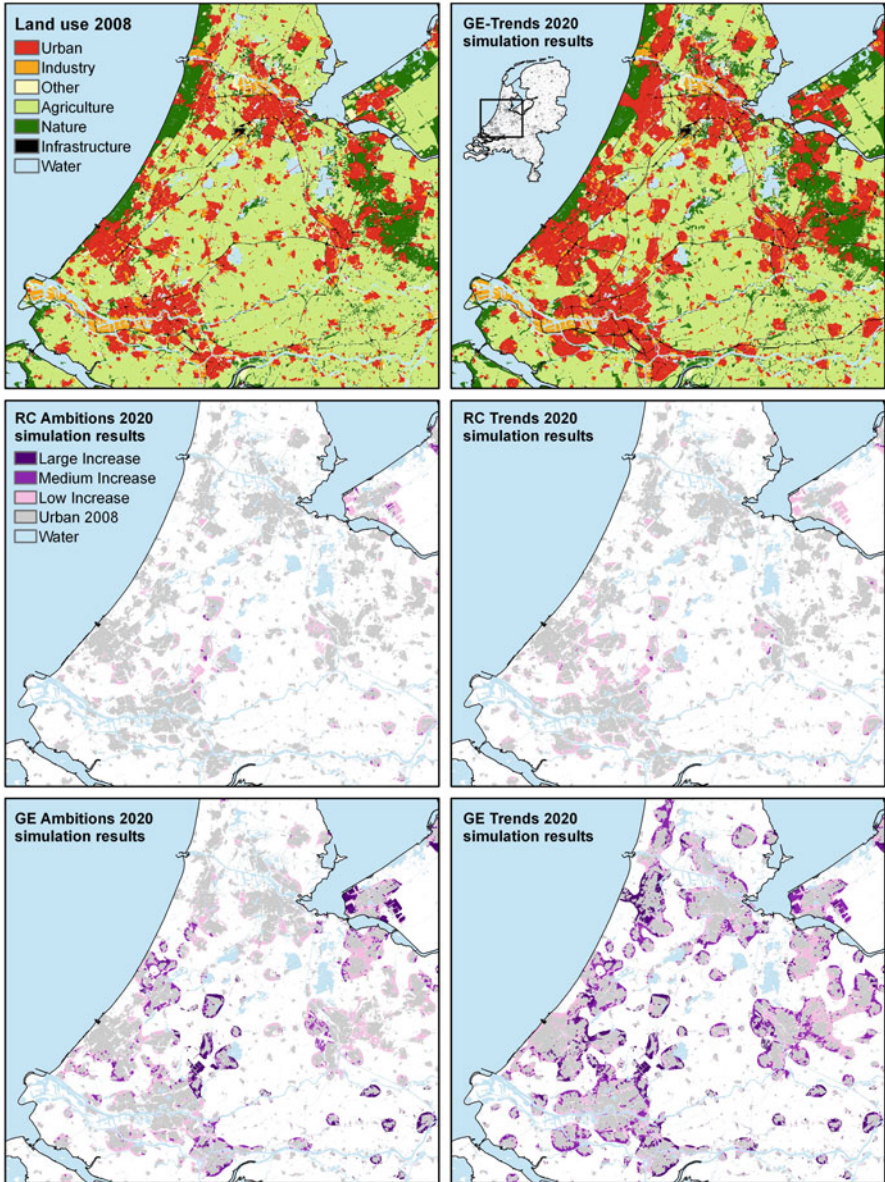 Land use 2008
Urban
Industry
Other
Agriculture
Nature
Infrastructure
Water
GE-Trends 2020
simulation results
RC Ambitions 2020
simulation results
Large Increase
Medium Increase
Low Increase
Urban 2008
Water
RC Trends 2020
simulation results
GE Ambitions 2020
simulation results
GE Trends 2020
simulation results